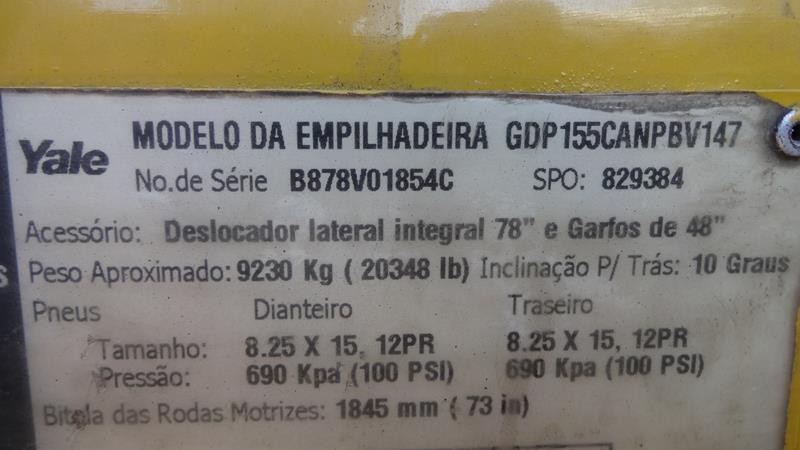 Yale
MODELO DA EMPILHADEIRA GDP155CANPBV147
No.de Série B878V01854C SPO: 829384
Acessório: Deslocador lateral integral 78" e Garfos de 48"
S Peso Aproximado: 9230 Kg ( 20348 lb) Inclinação P/ Trás: 10 Graus
Pneus Dianteiro Traseiro
Tamanho: 8.25 X 15, 12PR 8.25 X 15, 12PR
Pressão: 690 Kpa (100 PSI) 690 Kpa (100 PSI)
Bitola das Rodas Motrizes: 1845 mm ( 73 in)